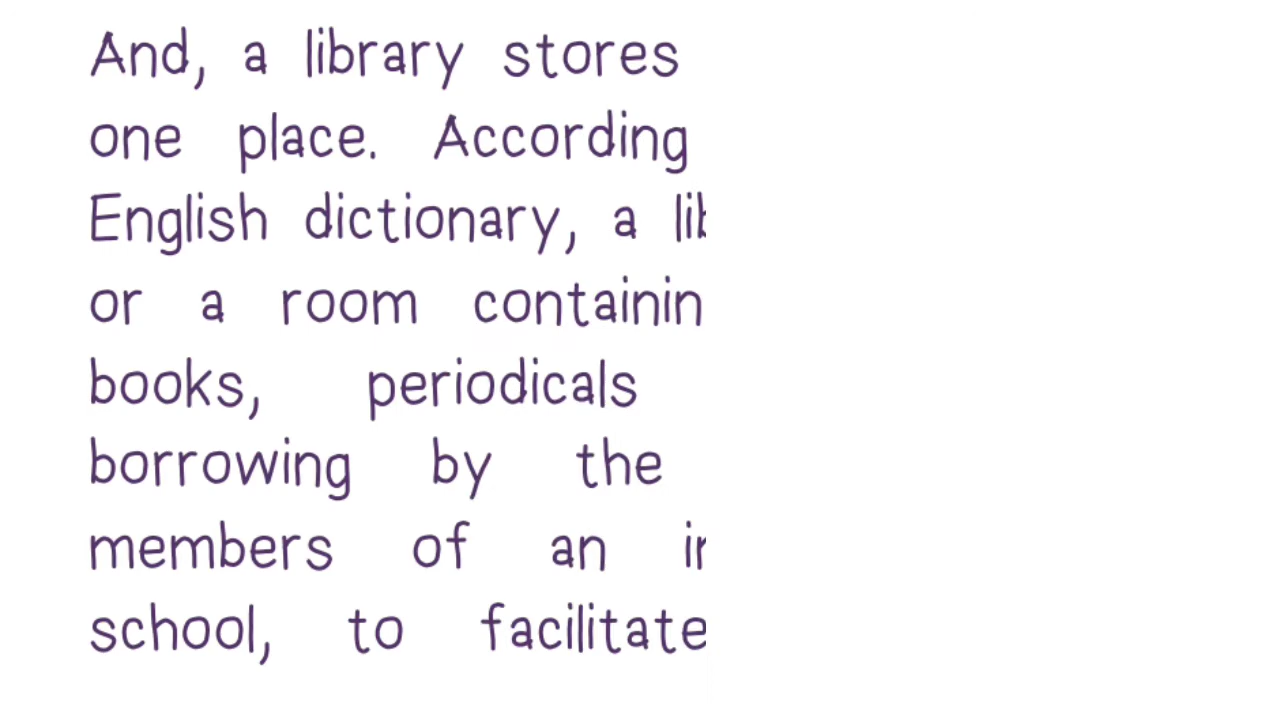 And, a library stores
one place. According
English dictionary, a
or a room
books, periodicals
borrowing by the
members of an
school, to facilitate